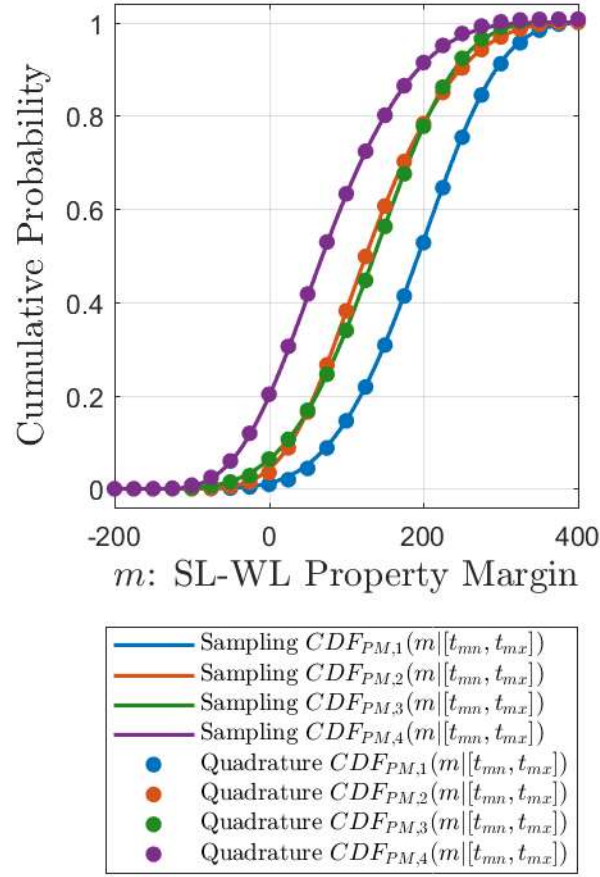 1
0.8
0.6
0.4
0.2
0
Cumulative Probability
-200 0 200 400
m: SL-WL Property Margin
Sampling CDF_{PM,1}(m|[t_{mn}, t_{mx}])
Sampling CDF_{PM,2}(m|[t_{mn}, t_{mx}])
Sampling CDF_{PM,3}(m|[t_{mn}, t_{mx}])
Sampling CDF_{PM,4}(m|[t_{mn}, t_{mx}])
Quadrature CDF_{PM,1}(m|[t_{mn}, t_{mx}])
Quadrature CDF_{PM,2}(m|[t_{mn}, t_{mx}])
Quadrature CDF_{PM,3}(m|[t_{mn}, t_{mx}])
Quadrature CDF_{PM,4}(m|[t_{mn}, t_{mx}])